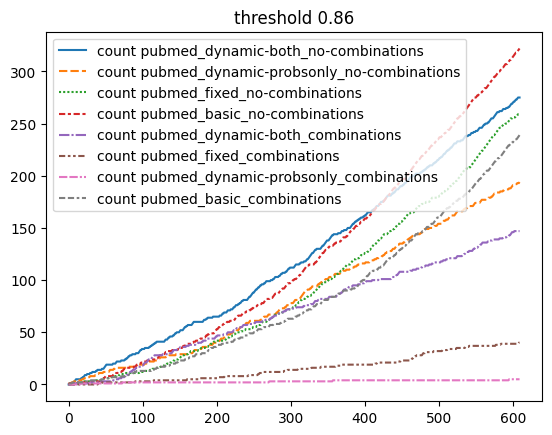 threshold 0.86
count pubmed_dynamic-both_no-combinations
count pubmed_dynamic-probsonly_no-combinations
count pubmed_fixed_no-combinations
count pubmed_basic_no-combinations
count pubmed_dynamic-both_combinations
count pubmed_fixed_combinations
count pubmed_dynamic-probsonly_combinations
count pubmed_basic_combinations
300
250
200
150
100
50
0
0 100 200 300 400 500 600